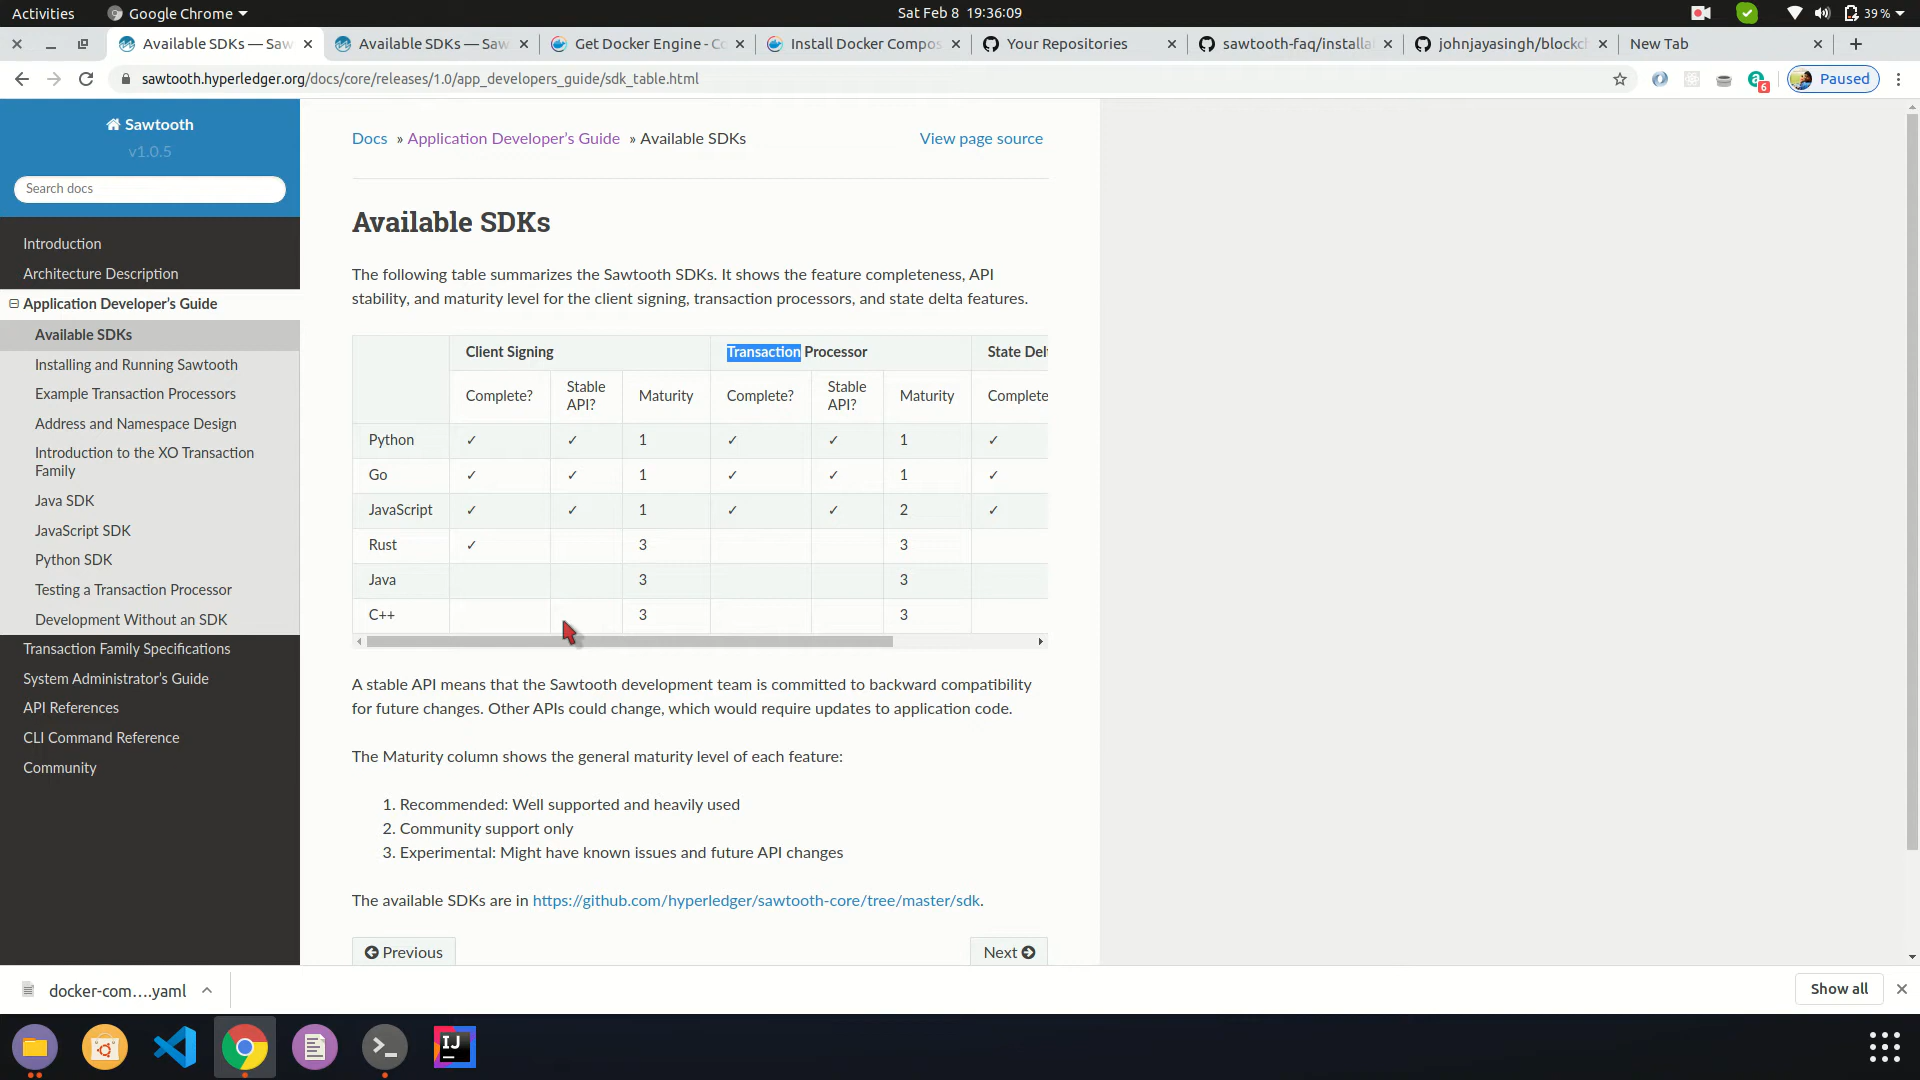 Activities
Google Chrome
Sat Feb 8 19:36:09
39 %
Available SDKs — Saw
Available SDKs — Saw
Get Docker Engine - Co
Install Docker Compos
Your Repositories
sawtooth-faq/installa
johnjayasingh/blockch
New Tab
sawtooth.hyperledger.org/docs/core/releases/1.0/app_developers_guide/sdk_table.html
6
Paused
Sawtooth
v1.0.5
Search docs
Introduction
Architecture Description
Application Developer's Guide
Available SDKs
Installing and Running Sawtooth
Example Transaction Processors
Address and Namespace Design
Introduction to the XO Transaction
Family
Java SDK
JavaScript SDK
Python SDK
Testing a Transaction Processor
Development Without an SDK
Transaction Family Specifications
System Administrator's Guide
API References
CLI Command Reference
Community
Docs » Application Developer's Guide » Available SDKs
View page source
Available SDKs
The following table summarizes the Sawtooth SDKs. It shows the feature completeness, API
stability, and maturity level for the client signing, transaction processors, and state delta features.
Client Signing Transaction Processor State Delt
Complete? Stable API? Maturity Complete? Stable API? Maturity Complete
Python ✓ ✓ 1 ✓ ✓ 1 ✓
Go ✓ ✓ 1 ✓ ✓ 1 ✓
JavaScript ✓ ✓ 1 ✓ ✓ 2 ✓
Rust ✓ 3 3
Java 3 3
C++ 3 3
A stable API means that the Sawtooth development team is committed to backward compatibility
for future changes. Other APIs could change, which would require updates to application code.
The Maturity column shows the general maturity level of each feature:
1. Recommended: Well supported and heavily used
2. Community support only
3. Experimental: Might have known issues and future API changes
The available SDKs are in https://github.com/hyperledger/sawtooth-core/tree/master/sdk.
Previous
Next
docker-com....yaml
Show all
IJ